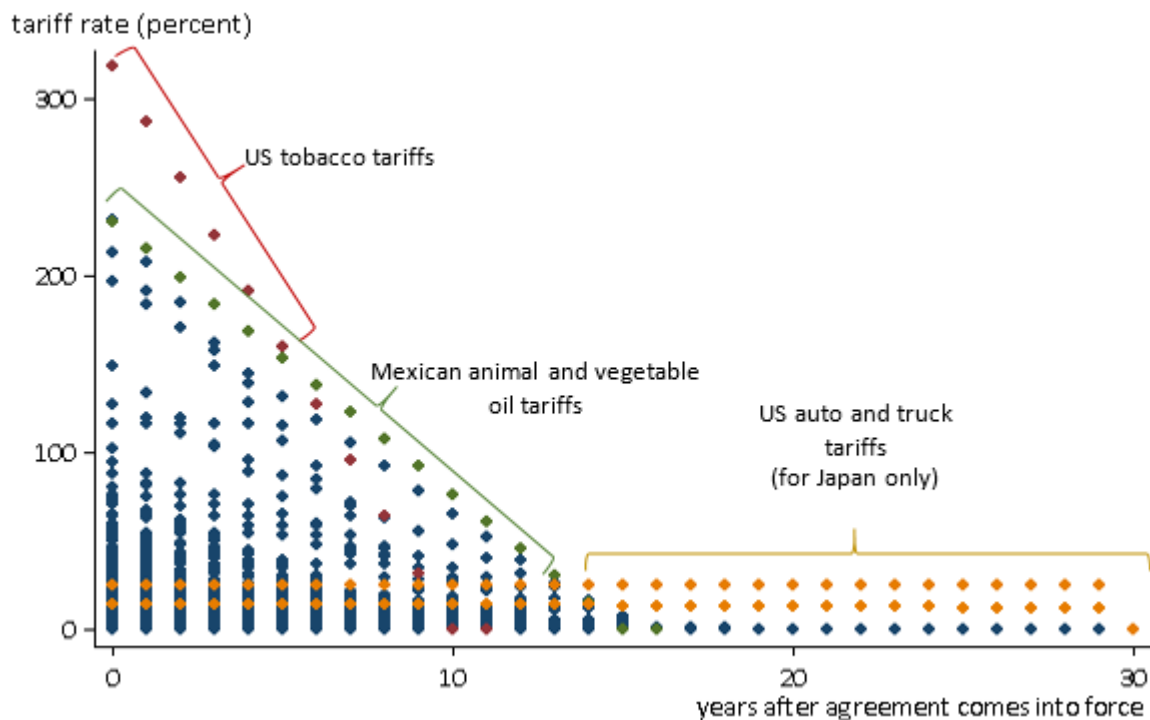 tariff rate (percent)
300
US tobacco tariffs
200
Mexican animal and vegetable
oil tariffs
US auto and truck
tariffs
(for Japan only)
100
0
0
10
20
30
years after agreement comes into force